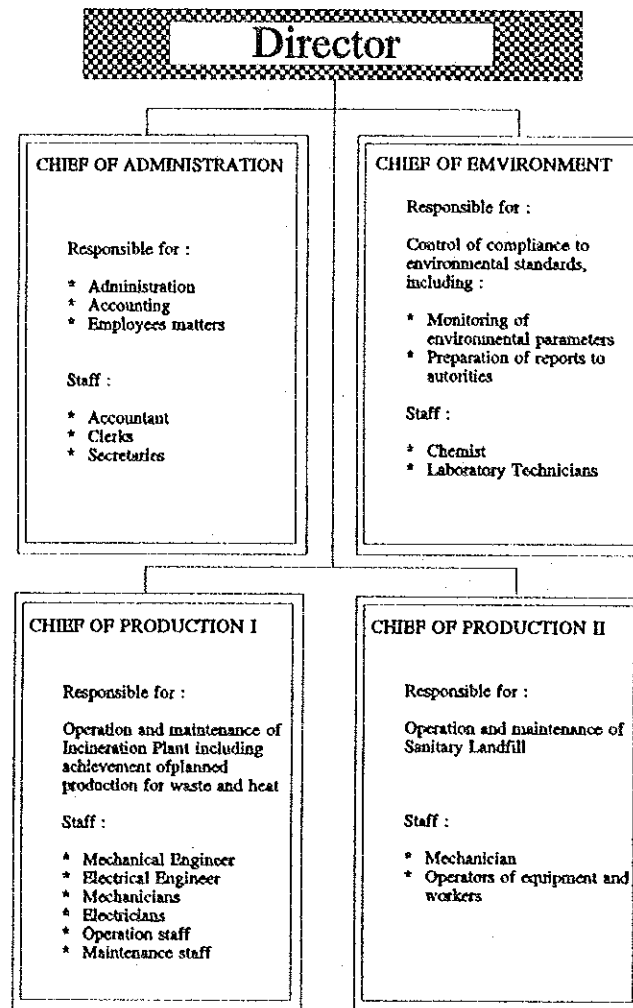 Director
CHIEF OF ADMINISTRATION
Responsible for :
* Administration
* Accounting
* Employees matters
Staff :
* Accountant
* Clerks
* Secretaries
CHIEF OF EMVIRONMENT
Responsible for :
Control of compliance to
environmental standards,
including :
* Monitoring of
environmental parameters
* Preparation of reports to
autorities
Staff :
* Chemist
* Laboratory Technicians
CHIEF OF PRODUCTION I
Responsible for :
Operation and maintenance of
Incineration Plant including
achievement ofplanned
production for waste and heat
Staff :
* Mechanical Engineer
* Electrical Engineer
* Mechanicians
* Electricians
* Operation staff
* Maintenance staff
CHIEF OF PRODUCTION II
Responsible for :
Operation and maintenance of
Sanitary Landfill
Staff :
* Mechanician
* Operators of equipment and
workers